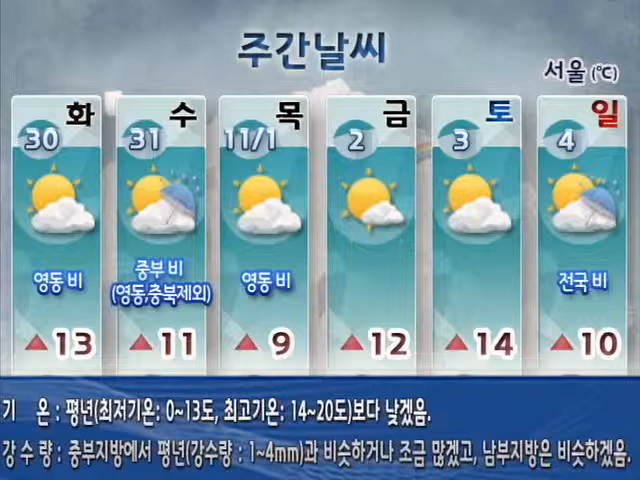 주간날씨
서울 (℃)
화 수 목 금 토 일
30 31 11/1 2 3 4
영동 비
중부 비
(영동,충북제외)
영동 비
전국 비
▲13 ▲11 ▲9 ▲12 ▲14 ▲10
기 온 : 평년(최저기온: 0~13도, 최고기온: 14~20도)보다 낮겠음.
강 수 량 : 중부지방에서 평년(강수량 : 1~4mm)과 비슷하거나 조금 많겠고, 남부지방은 비슷하겠음.